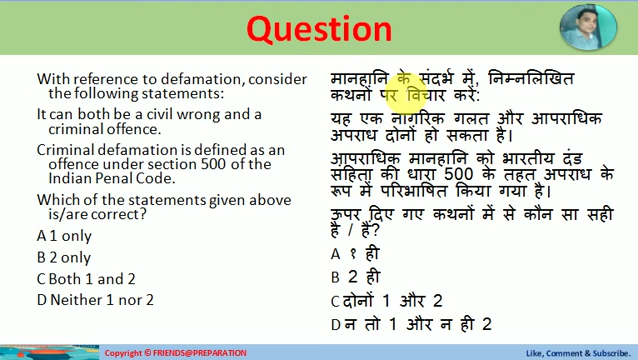 Question
With reference to defamation, consider
the following statements:
It can both be a civil wrong and a
criminal offence.
Criminal defamation is defined as an
offence under section 500 of the
Indian Penal Code.
Which of the statements given above
is/are correct?
A 1 only
B 2 only
C Both 1 and 2
D Neither 1 nor 2
मानहानि के संदर्भ में, निम्नलिखित
कथनों पर विचार करें:
यह एक नागरिक गलत और आपराधिक
अपराध दोनों हो सकता है।
आपराधिक मानहानि को भारतीय दंड
संहिता की धारा 500 के तहत अपराध के
रूप में परिभाषित किया गया है।
ऊपर दिए गए कथनों में से कौन सा सही
है / हैं?
A १ ही
B 2 ही
C दोनों 1 और 2
D न तो 1 और न ही 2
Copyright © FRIENDS@PREPARATION
Like, Comment & Subscribe.